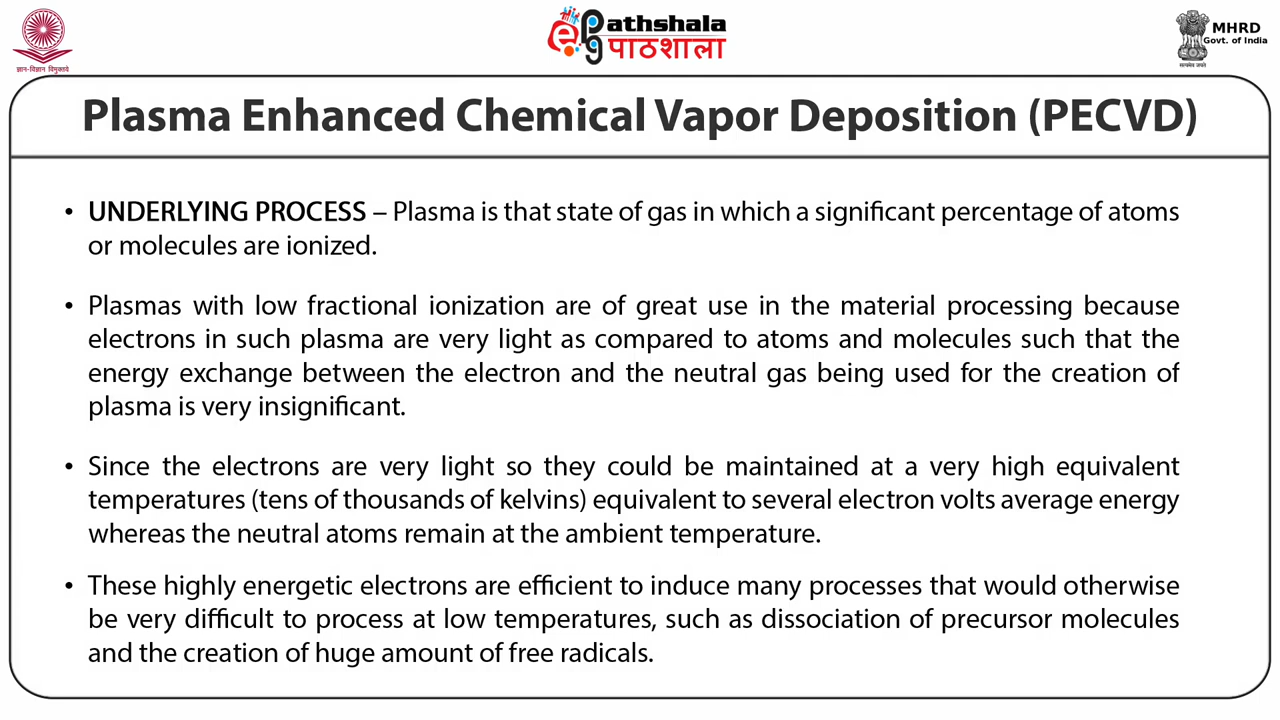 ePg athshala
पाठशाला
MHRD
Govt. of India
ज्ञान-विज्ञान विमुक्तये
सत्यमेव जयते
Plasma Enhanced Chemical Vapor Deposition (PECVD)
• UNDERLYING PROCESS – Plasma is that state of gas in which a significant percentage of atoms
or molecules are ionized.
• Plasmas with low fractional ionization are of great use in the material processing because
electrons in such plasma are very light as compared to atoms and molecules such that the
energy exchange between the electron and the neutral gas being used for the creation of
plasma is very insignificant.
• Since the electrons are very light so they could be maintained at a very high equivalent
temperatures (tens of thousands of kelvins) equivalent to several electron volts average energy
whereas the neutral atoms remain at the ambient temperature.
• These highly energetic electrons are efficient to induce many processes that would otherwise
be very difficult to process at low temperatures, such as dissociation of precursor molecules
and the creation of huge amount of free radicals.